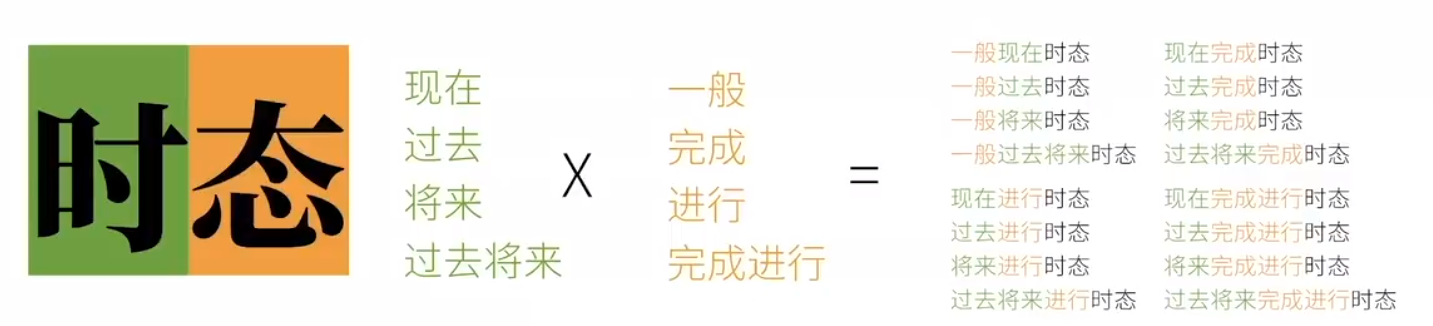 时态
现在
过去
将来
过去将来
X
一般
完成
进行
完成进行
=
一般现在时态
一般过去时态
一般将来时态
一般过去将来时态
现在完成时态
过去完成时态
将来完成时态
过去将来完成时态
现在进行时态
过去进行时态
将来进行时态
过去将来进行时态
现在完成进行时态
过去完成进行时态
将来完成进行时态
过去将来完成进行时态